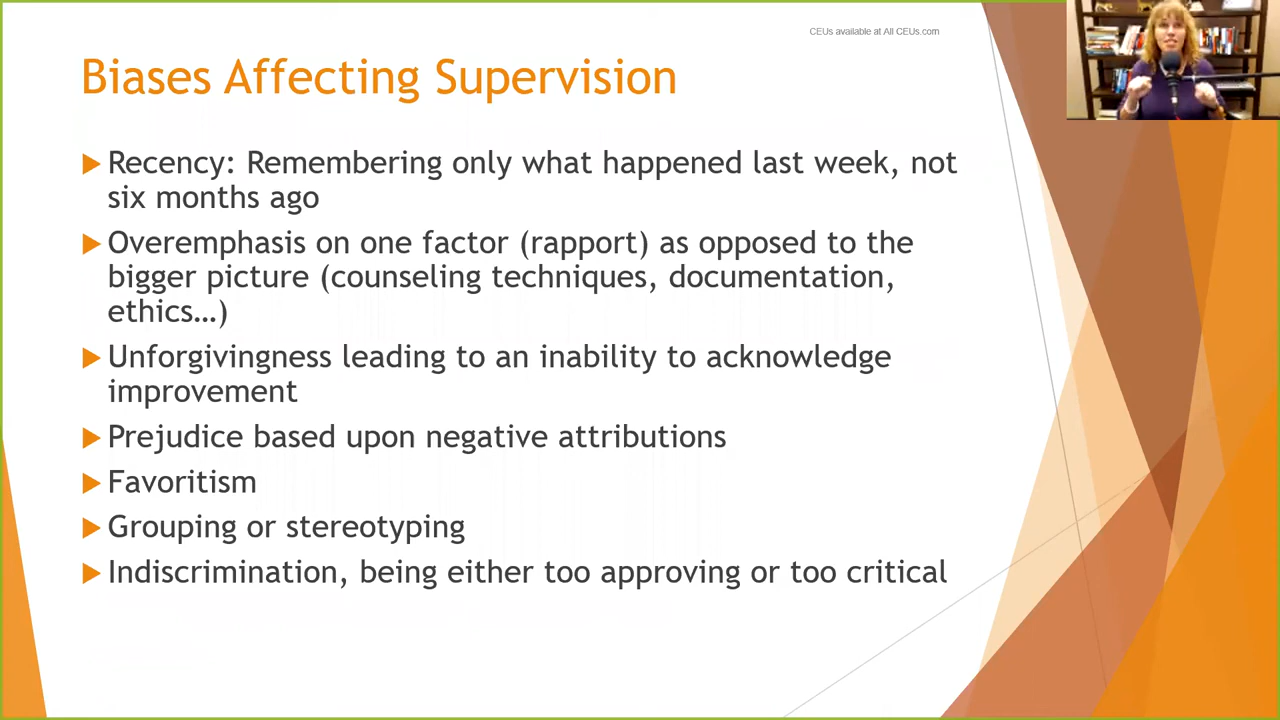 CEUs available at All CEUs.com
Biases Affecting Supervision
Recency: Remembering only what happened last week, not
six months ago
Overemphasis on one factor (rapport) as opposed to the
bigger picture (counseling techniques, documentation,
ethics…)
Unforgivingness leading to an inability to acknowledge
improvement
Prejudice based upon negative attributions
Favoritism
Grouping or stereotyping
Indiscrimination, being either too approving or too critical